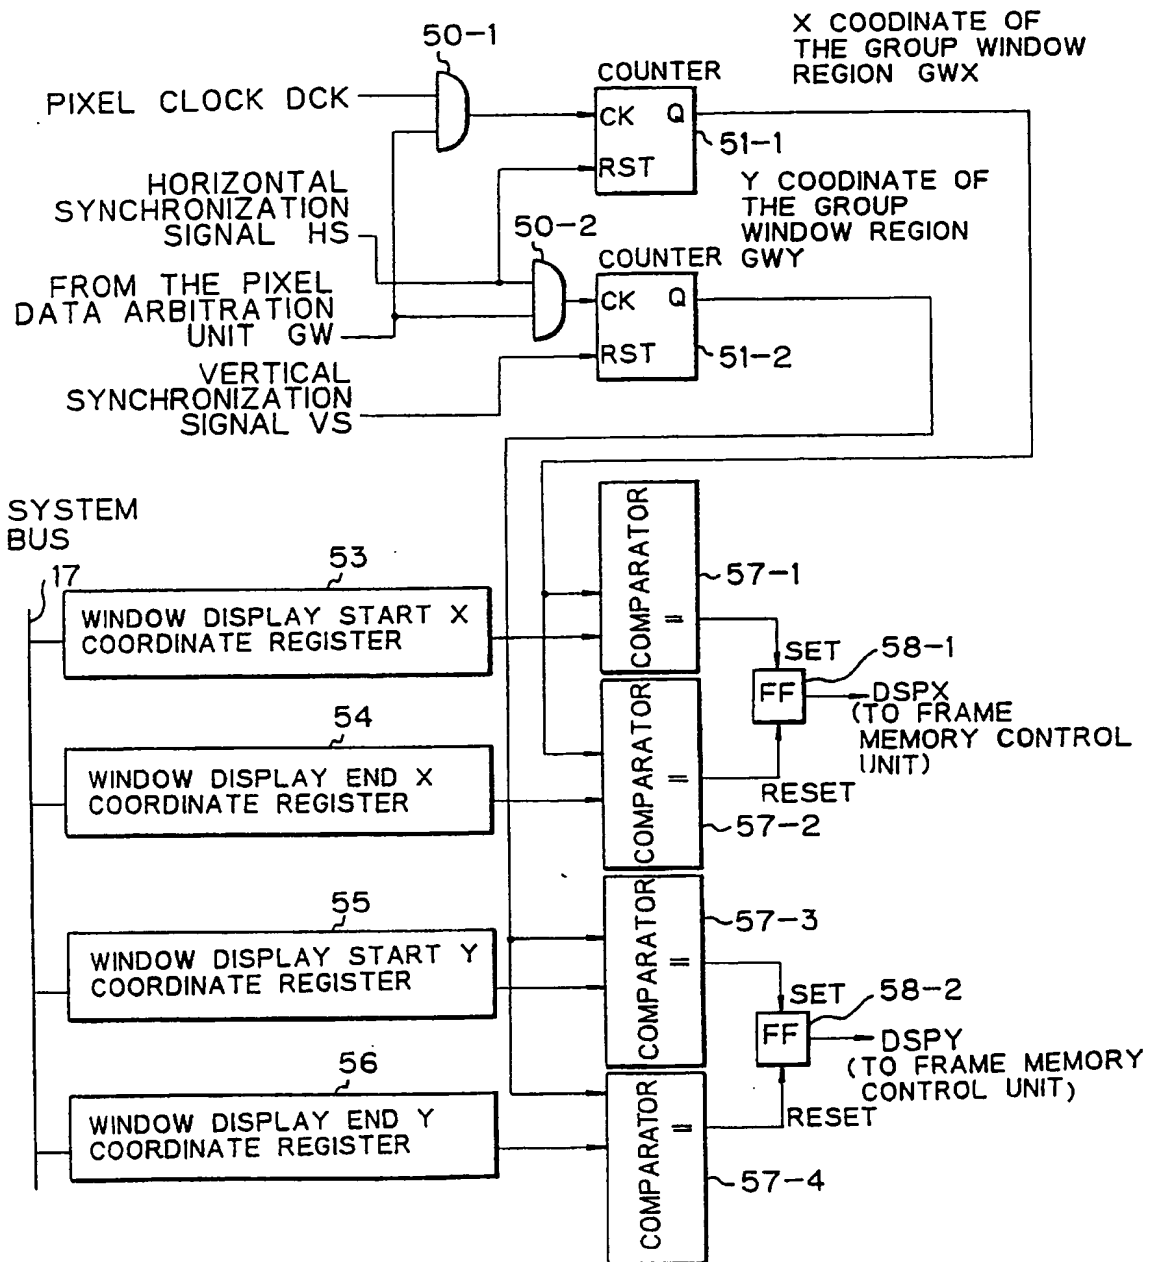 50-1
X COODINATE OF
THE GROUP WINDOW
REGION GWX
COUNTER
PIXEL CLOCK DCK
CK Q
51-1
RST
HORIZONTAL
SYNCHRONIZATION
SIGNAL HS
Y COODINATE OF
THE GROUP
WINDOW REGION
GWY
50-2
COUNTER
FROM THE PIXEL
DATA ARBITRATION
UNIT GW
CK Q
RST
51-2
VERTICAL
SYNCHRONIZATION
SIGNAL VS
SYSTEM
BUS
17
53
WINDOW DISPLAY START X
COORDINATE REGISTER
COMPARATOR
=
57-1
SET
58-1
FF
DSPX
(TO FRAME
MEMORY CONTROL
UNIT)
54
WINDOW DISPLAY END X
COORDINATE REGISTER
COMPARATOR
=
RESET
57-2
55
WINDOW DISPLAY START Y
COORDINATE REGISTER
COMPARATOR
=
57-3
SET
58-2
FF
DSPY
(TO FRAME MEMORY
CONTROL UNIT)
56
WINDOW DISPLAY END Y
COORDINATE REGISTER
COMPARATOR
=
RESET
57-4